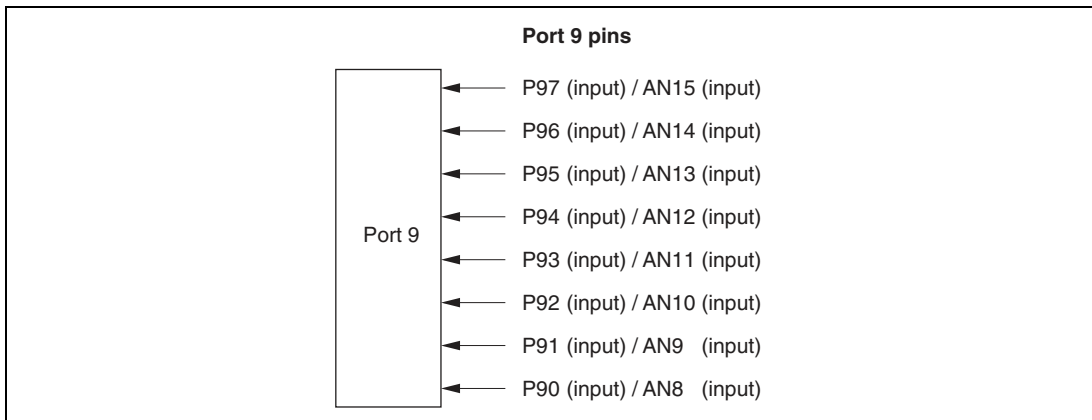 Port 9 pins
P97 (input) / AN15 (input)
P96 (input) / AN14 (input)
P95 (input) / AN13 (input)
P94 (input) / AN12 (input)
Port 9
P93 (input) / AN11 (input)
P92 (input) / AN10 (input)
P91 (input) / AN9 (input)
P90 (input) / AN8 (input)